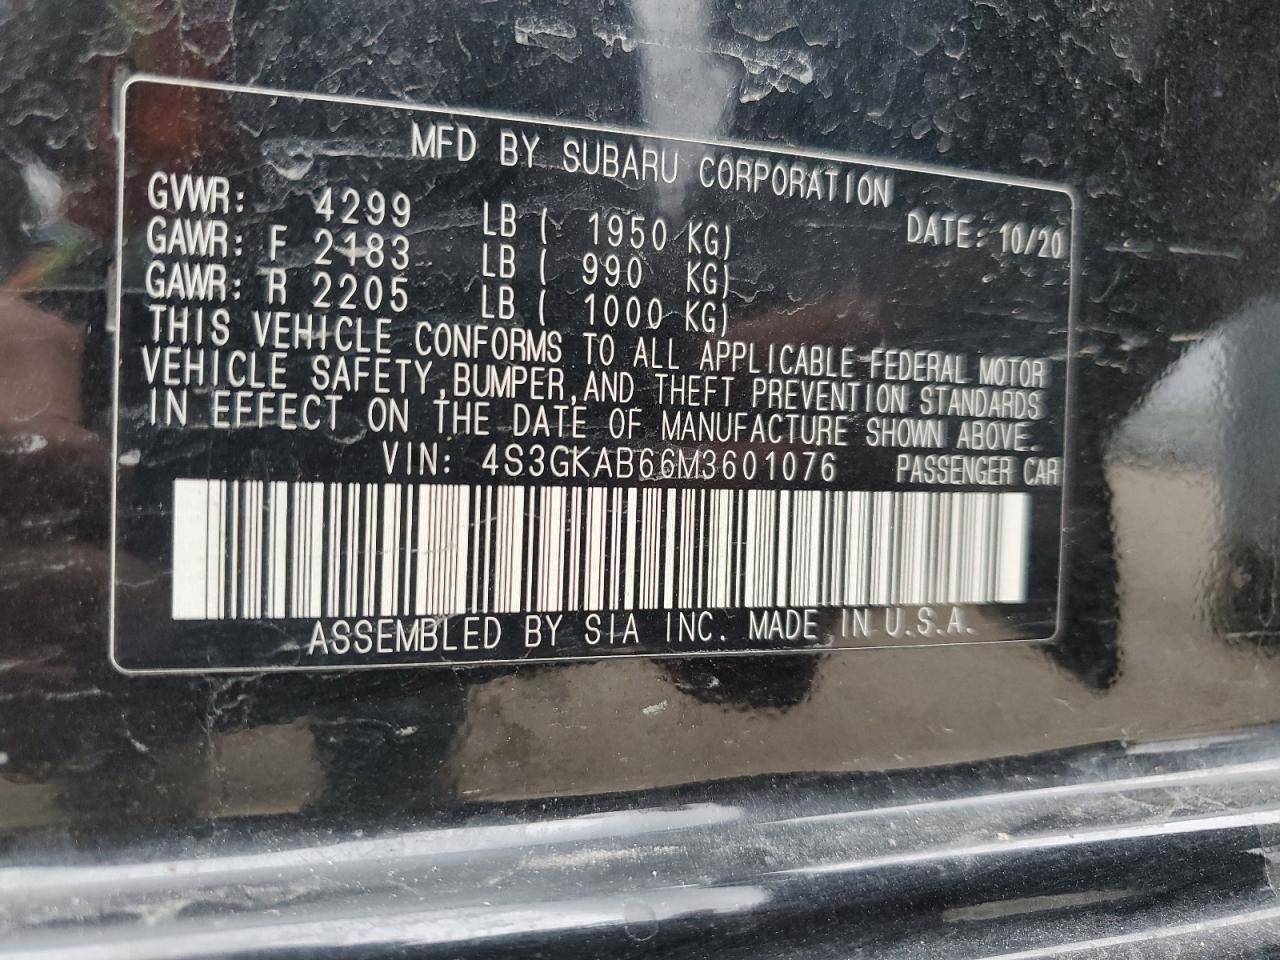 MFD BY SUBARU CORPORATION
GVWR: 4299 LB ( 1950 KG) DATE: 10/20
GAWR: F 2183 LB ( 990 KG)
GAWR: R 2205 LB ( 1000 KG)
THIS VEHICLE CONFORMS TO ALL APPLICABLE FEDERAL MOTOR
VEHICLE SAFETY,BUMPER,AND THEFT PREVENTION STANDARDS
IN EFFECT ON THE DATE OF MANUFACTURE SHOWN ABOVE.
VIN: 4S3GKAB66M3601076 PASSENGER CAR
ASSEMBLED BY SIA INC. MADE IN U.S.A.